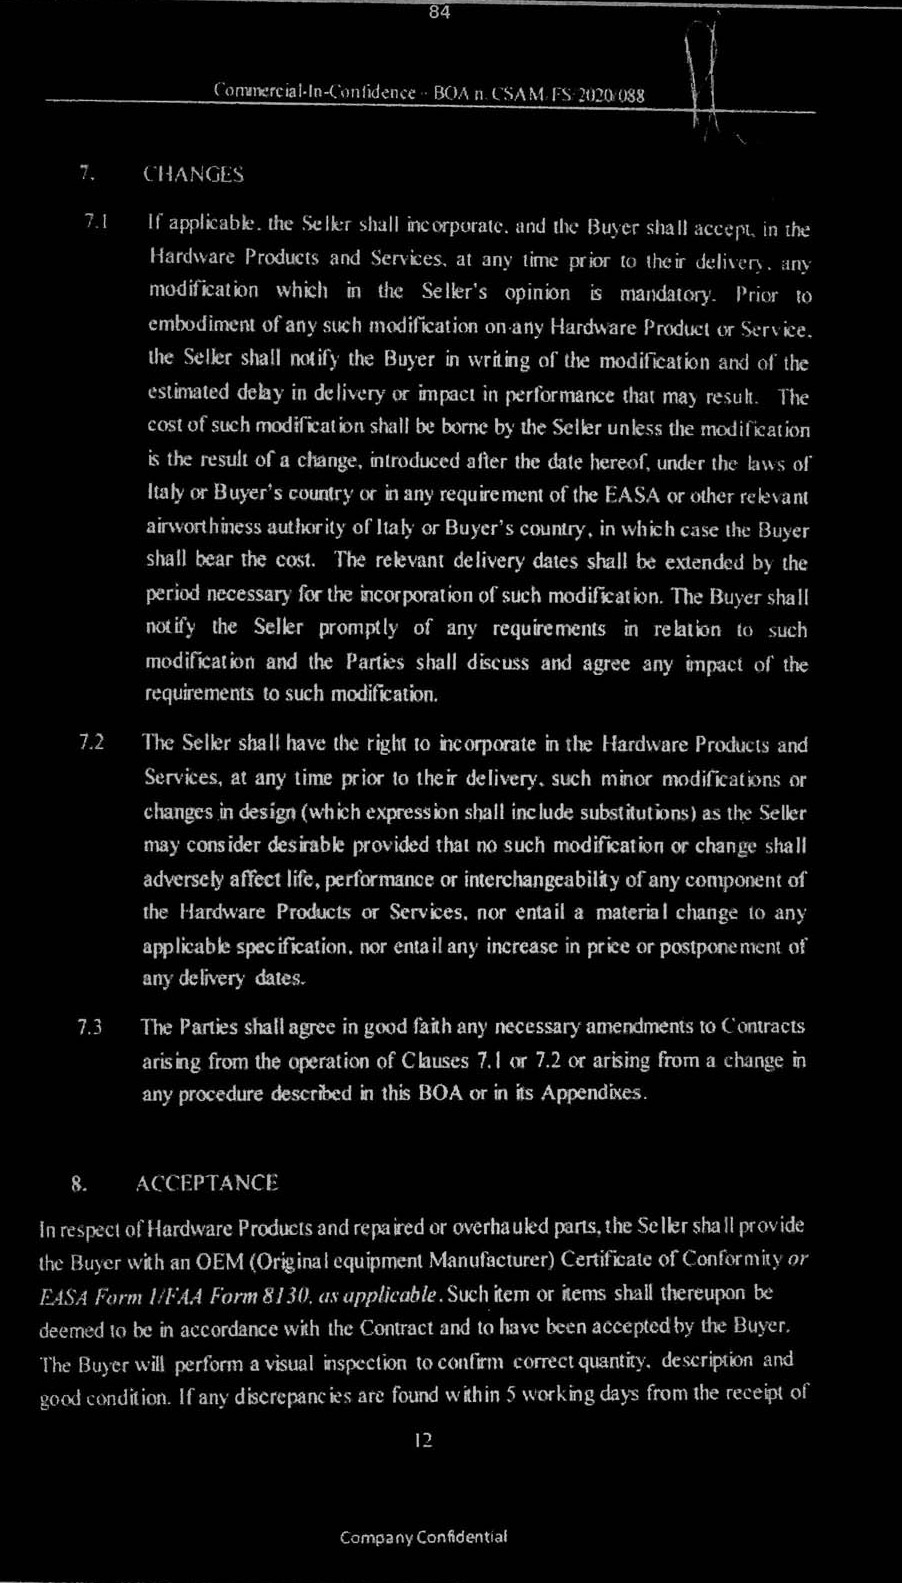 84
Commercial-In-Confidence - BOA n. CSAM-FS-2020/088
7. CHANGES
7.1 If applicable, the Seller shall incorporate, and the Buyer shall accept, in the
Hardware Products and Services, at any time prior to their delivery, any
modification which in the Seller's opinion is mandatory. Prior to
embodiment of any such modification on any Hardware Product or Service,
the Seller shall notify the Buyer in writing of the modification and of the
estimated delay in delivery or impact in performance that may result. The
cost of such modification shall be borne by the Seller unless the modification
is the result of a change, introduced after the date hereof, under the laws of
Italy or Buyer's country or in any requirement of the EASA or other relevant
airworthiness authority of Italy or Buyer's country, in which case the Buyer
shall bear the cost. The relevant delivery dates shall be extended by the
period necessary for the incorporation of such modification. The Buyer shall
notify the Seller promptly of any requirements in relation to such
modification and the Parties shall discuss and agree any impact of the
requirements to such modification.
7.2 The Seller shall have the right to incorporate in the Hardware Products and
Services, at any time prior to their delivery, such minor modifications or
changes in design (which expression shall include substitutions) as the Seller
may consider desirable provided that no such modification or change shall
adversely affect life, performance or interchangeability of any component of
the Hardware Products or Services, nor entail a material change to any
applicable specification, nor entail any increase in price or postponement of
any delivery dates.
7.3 The Parties shall agree in good faith any necessary amendments to Contracts
arising from the operation of Clauses 7.1 or 7.2 or arising from a change in
any procedure described in this BOA or in its Appendixes.
8. ACCEPTANCE
In respect of Hardware Products and repaired or overhauled parts, the Seller shall provide
the Buyer with an OEM (Original equipment Manufacturer) Certificate of Conformity or
EASA Form 1/FAA Form 8130, as applicable. Such item or items shall thereupon be
deemed to be in accordance with the Contract and to have been accepted by the Buyer.
The Buyer will perform a visual inspection to confirm correct quantity, description and
good condition. If any discrepancies are found within 5 working days from the receipt of
12
Company Confidential